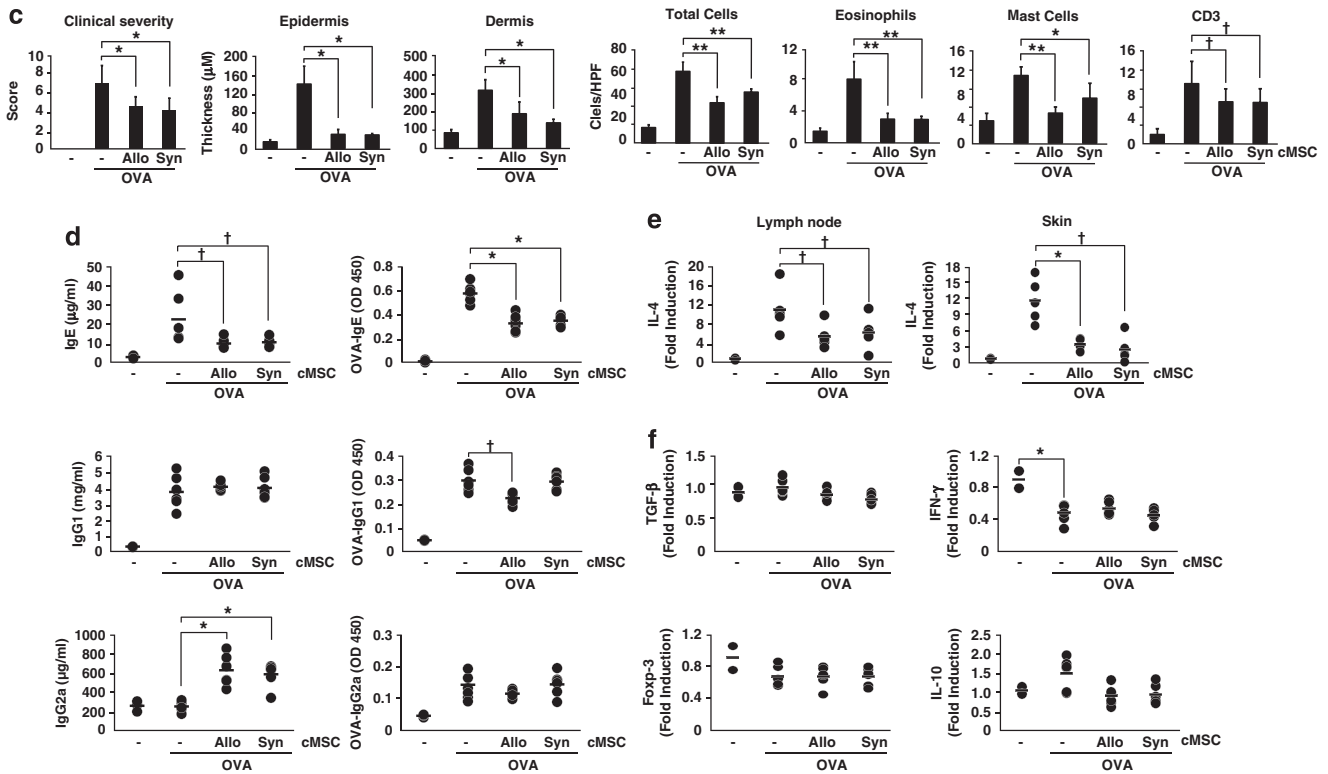 c
Clinical severity
Score
10
8
6
4
2
0
*
*
- - Allo Syn
OVA
Epidermis
Thickness (μM)
200
160
120
80
40
0
*
*
- - Allo Syn
OVA
Dermis
500
400
300
200
100
0
*
*
- - Allo Syn
OVA
Total Cells
Clels/HPF
80
60
40
20
0
**
**
- - Allo Syn
OVA
Eosinophils
12
8
4
0
**
**
- - Allo Syn
OVA
Mast Cells
16
12
8
4
0
*
**
- - Allo Syn
OVA
CD3
16
12
8
4
0
†
†
- - Allo Syn cMSC
OVA
d
IgE (μg/ml)
50
40
30
20
10
0
†
†
- - Allo Syn cMSC
OVA
OVA-IgE (OD 450)
0.8
0.6
0.4
0.2
0
*
*
- - Allo Syn
OVA
e
Lymph node
IL-4
(Fold Induction)
20
16
12
8
4
0
†
†
- - Allo Syn cMSC
OVA
Skin
IL-4
(Fold Induction)
18
15
12
9
6
3
0
†
*
- - Allo Syn cMSC
OVA
IgG1 (mg/ml)
6
5
4
3
2
1
0
- - Allo Syn cMSC
OVA
OVA-IgG1 (OD 450)
0.4
0.3
0.2
0.1
0
†
- - Allo Syn cMSC
OVA
f
TGF-β
(Fold Induction)
1.5
1.0
0.5
0
- - Allo Syn cMSC
OVA
IFN-γ
(Fold Induction)
1.2
0.8
0.4
0
*
- - Allo Syn cMSC
OVA
IgG2a (μg/ml)
1000
800
600
400
200
0
*
*
- - Allo Syn cMSC
OVA
OVA-IgG2a (OD 450)
0.3
0.2
0.1
0
- - Allo Syn cMSC
OVA
Foxp-3
(Fold Induction)
1.2
0.8
0.4
0
- - Allo Syn cMSC
OVA
IL-10
(Fold Induction)
2.5
2.0
1.5
1.0
0.5
0
- - Allo Syn cMSC
OVA